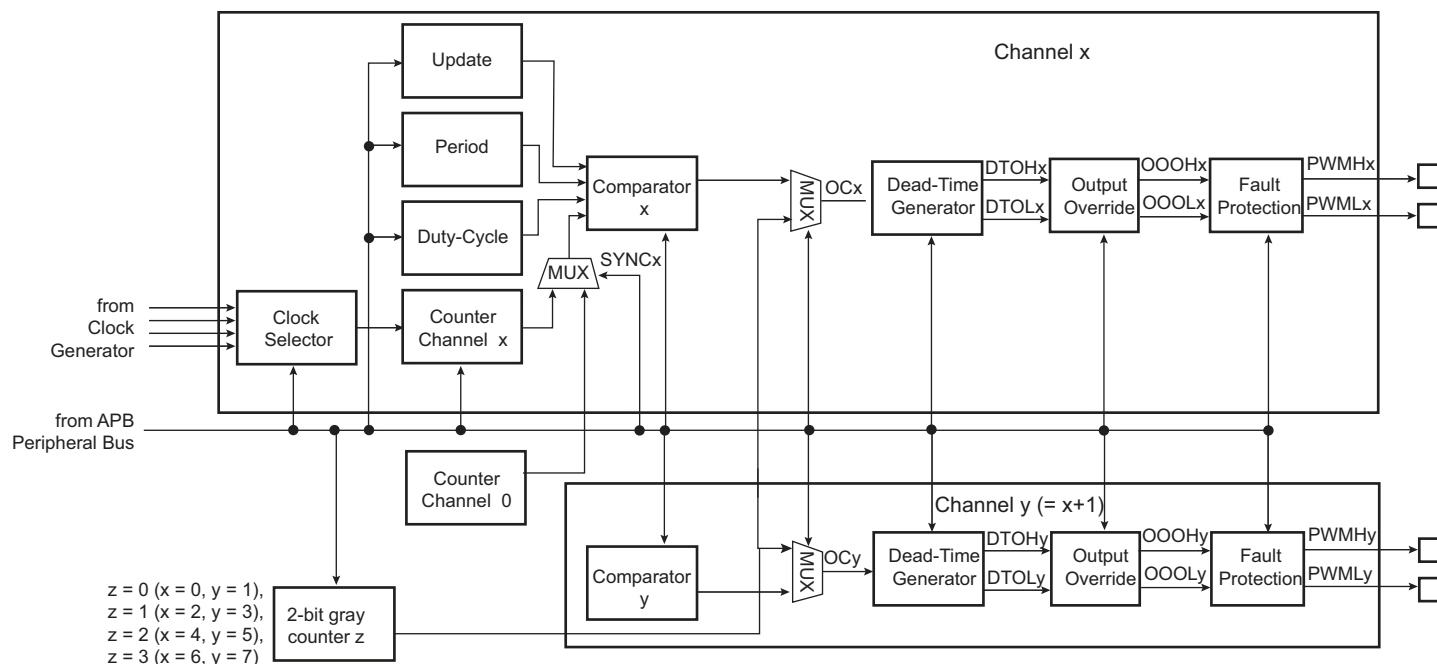 Channel x
Update
Period
Duty-Cycle
Comparator
x
MUX
SYNCx
MUX
OCx
Dead-Time
Generator
DTOHx
DTOLx
Output
Override
OOOHx
OOOLx
Fault
Protection
PWMHx
PWMLx
from
Clock
Generator
Clock
Selector
Counter
Channel x
from APB
Peripheral Bus
Counter
Channel 0
Channel y (= x+1)
Comparator
y
MUX
OCy
Dead-Time
Generator
DTOHy
DTOLy
Output
Override
OOOHy
OOOLy
Fault
Protection
PWMHy
PWMLy
z = 0 (x = 0, y = 1),
z = 1 (x = 2, y = 3),
z = 2 (x = 4, y = 5),
z = 3 (x = 6, y = 7)
2-bit gray
counter z